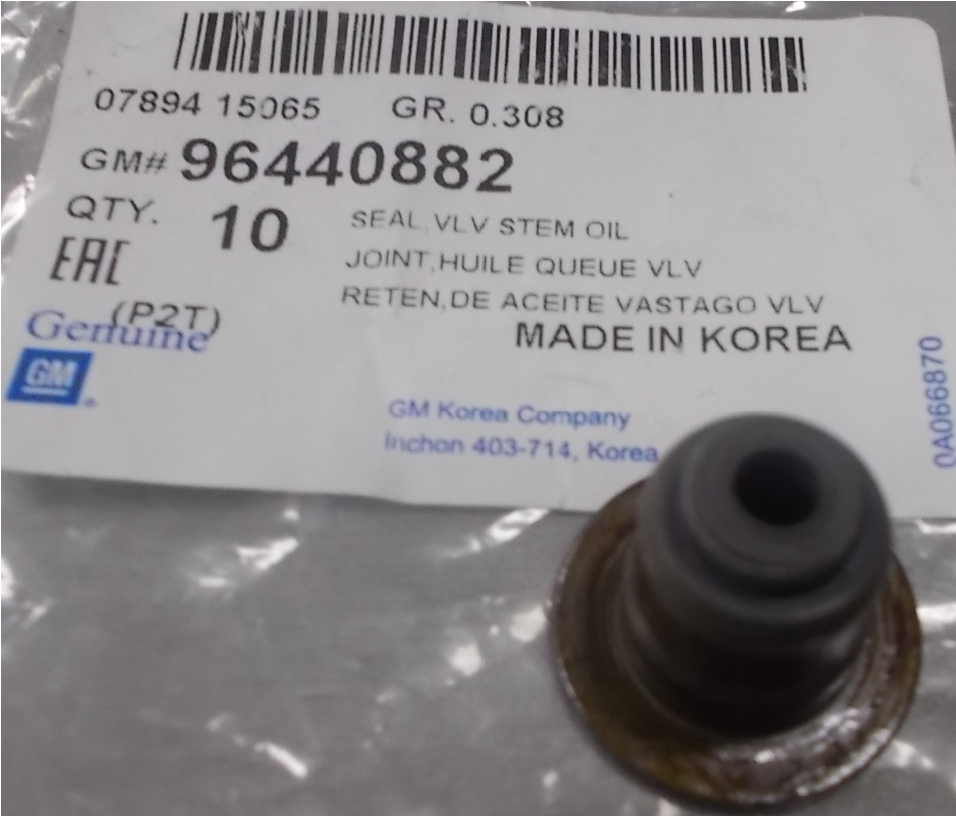 07894 15065 GR. 0.308
GM# 96440882
QTY. 10 SEAL,VLV STEM OIL
EAC JOINT,HUILE QUEUE VLV
RETEN,DE ACEITE VASTAGO VLV
(P2T)
Genuine
MADE IN KOREA
GM
GM Korea Company
Inchon 403-714, Korea
0A066870